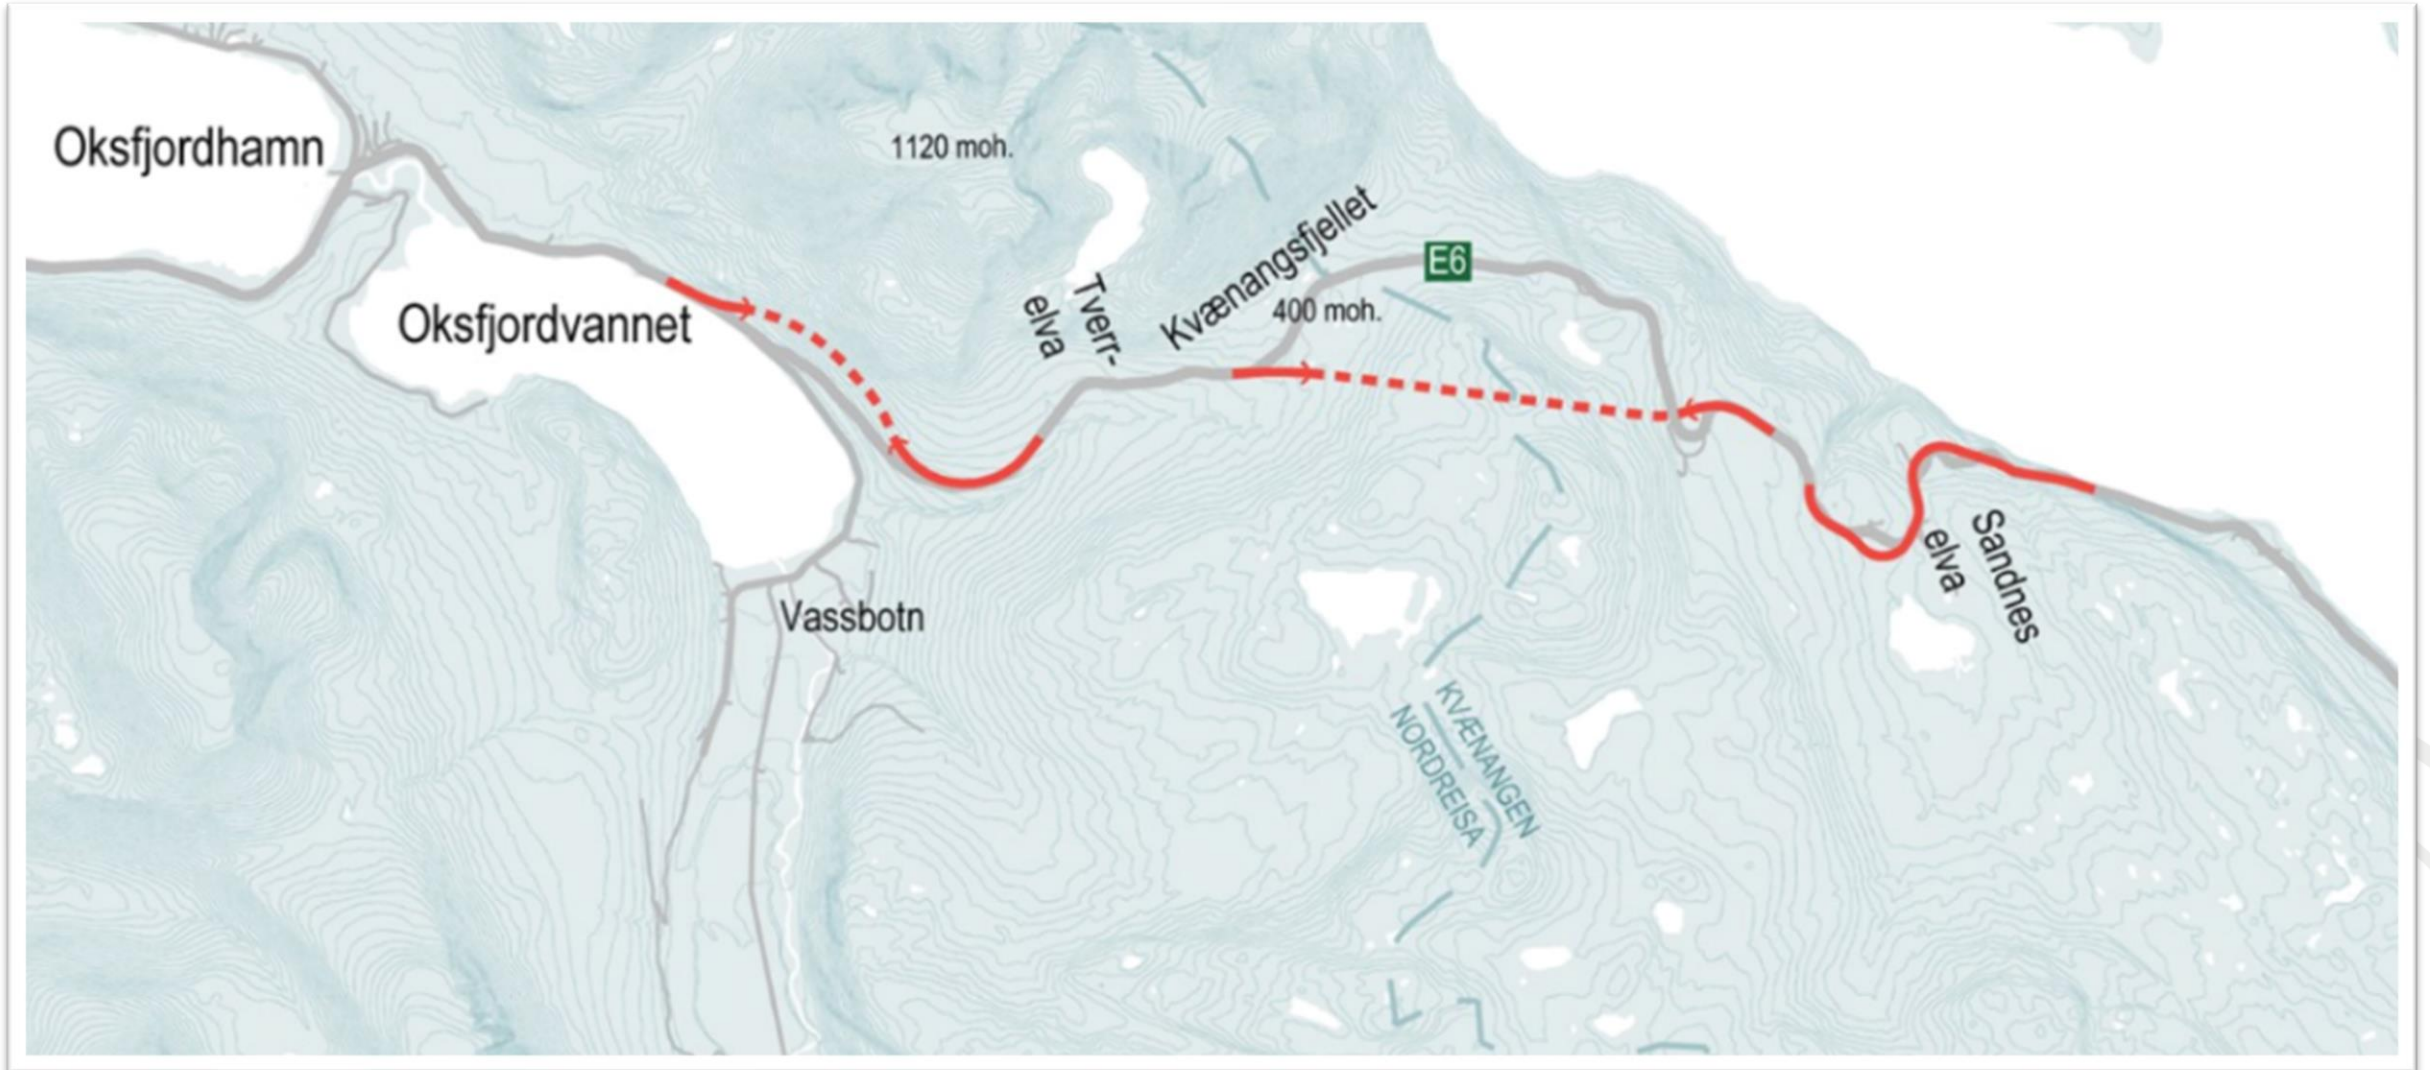 Oksfjordhamn
1120 moh.
Oksfjordvannet
Tverr-
elva
Kvænangsfjellet
E6
400 moh.
Sandnes
elva
Vassbotn
KVÆNANGEN
NORDREISA